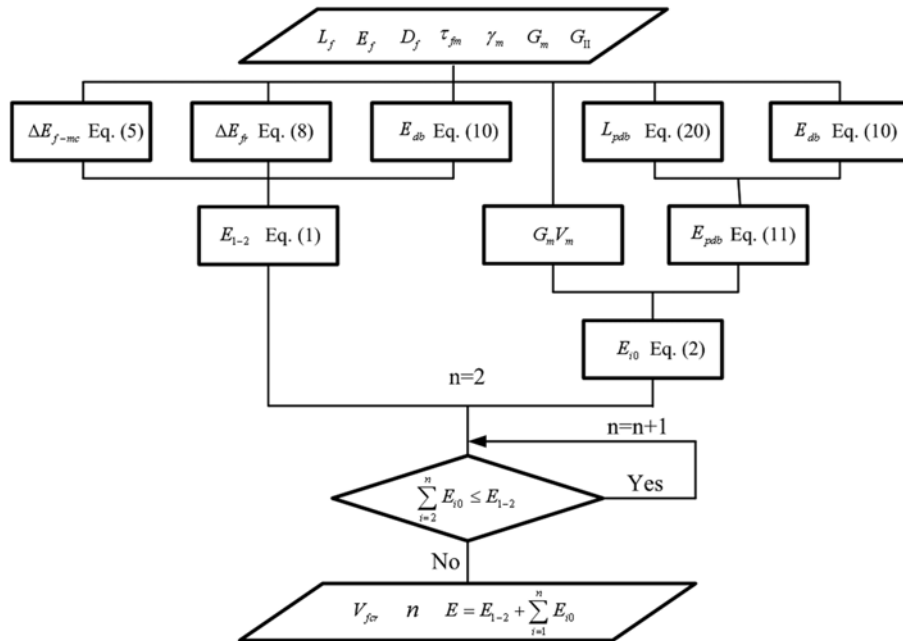 L_f E_f D_f τ_fm γ_m G_m G_II
ΔE_f-mc Eq. (5)
ΔE_fr Eq. (8)
E_db Eq. (10)
L_pdb Eq. (20)
E_db Eq. (10)
E_1-2 Eq. (1)
G_m V_m
E_pdb Eq. (11)
E_i0 Eq. (2)
n=2
n=n+1
∑_{i=2}^{n} E_i0 ≤ E_1-2
Yes
No
V_fcr n E = E_1-2 + ∑_{i=1}^{n} E_i0